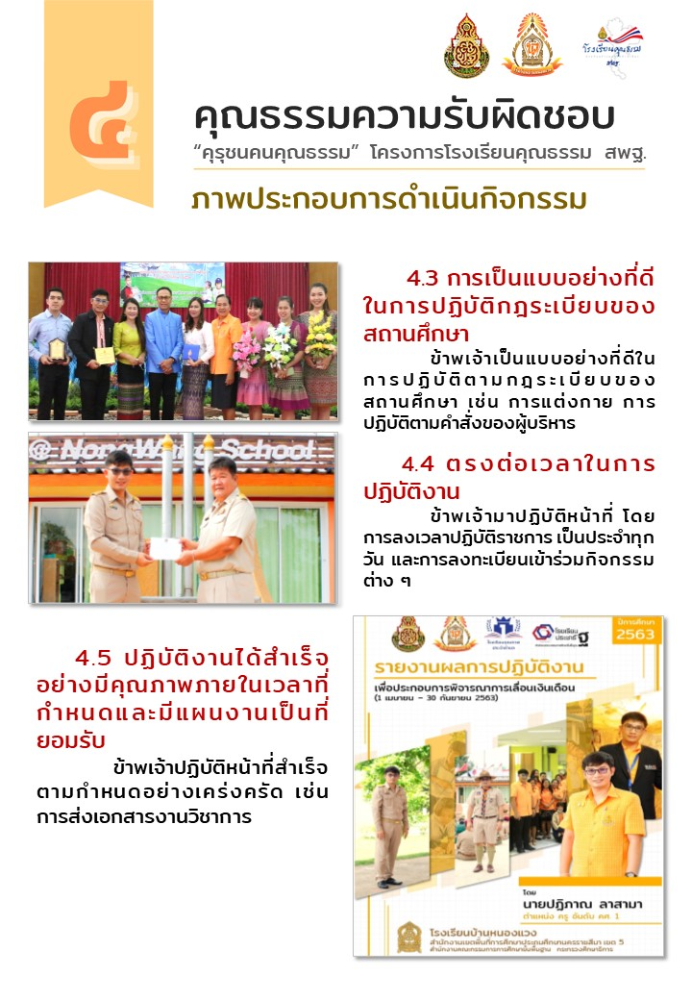 โรงเรียนคุณธรรม
สพฐ.
๔
คุณธรรมความรับผิดชอบ
“คุรุชนคนคุณธรรม” โครงการโรงเรียนคุณธรรม สพฐ.
ภาพประกอบการดำเนินกิจกรรม
4.3 การเป็นแบบอย่างที่ดี
ในการปฏิบัติกฎระเบียบของ
สถานศึกษา
ข้าพเจ้าเป็นแบบอย่างที่ดีใน
การปฏิบัติตามกฎระเบียบของ
สถานศึกษา เช่น การแต่งกาย การ
ปฏิบัติตามคำสั่งของผู้บริหาร
@ NongWang School
4.4 ตรงต่อเวลาในการ
ปฏิบัติงาน
ข้าพเจ้ามาปฏิบัติหน้าที่ โดย
การลงเวลาปฏิบัติราชการ เป็นประจำทุก
วัน และการลงทะเบียนเข้าร่วมกิจกรรม
ต่าง ๆ
4.5 ปฏิบัติงานได้สำเร็จ
อย่างมีคุณภาพภายในเวลาที่
กำหนดและมีแผนงานเป็นที่
ยอมรับ
ข้าพเจ้าปฏิบัติหน้าที่สำเร็จ
ตามกำหนดอย่างเคร่งครัด เช่น
การส่งเอกสารงานวิชาการ
ปีการศึกษา
2563
โรงเรียน
ประชารัฐ
รายงานผลการปฏิบัติงาน
เพื่อประกอบการพิจารณาการเลื่อนเงินเดือน
(1 เมษายน - 30 กันยายน 2563)
โดย
นายปฏิภาณ ลาสามา
ตำแหน่ง ครู อันดับ คศ. 1
โรงเรียนบ้านหนองแวง
สำนักงานเขตพื้นที่การศึกษาประถมศึกษานครราชสีมา เขต 5
สำนักงานคณะกรรมการการศึกษาขั้นพื้นฐาน กระทรวงศึกษาธิการ